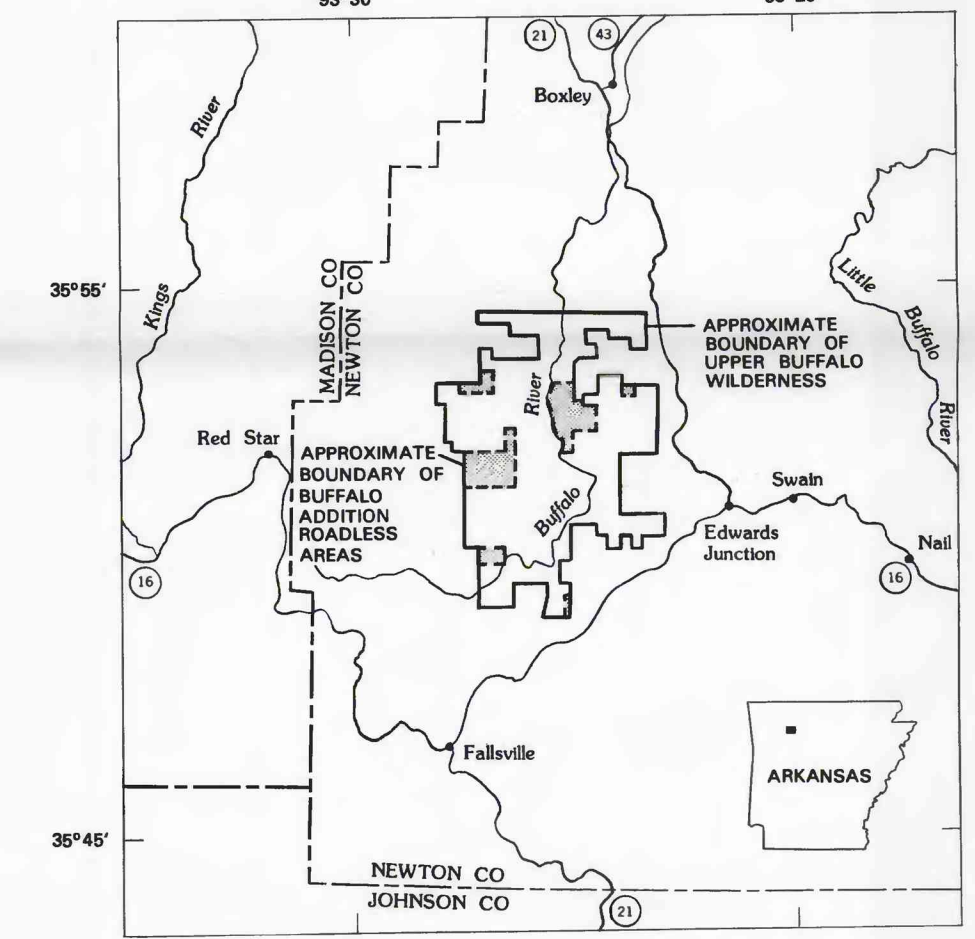 21
43
Boxley
River
Kings
35°55'
MADISON CO
NEWTON CO
Little
Buffalo
River
APPROXIMATE
BOUNDARY OF
UPPER BUFFALO
WILDERNESS
River
Red Star
APPROXIMATE
BOUNDARY OF
BUFFALO
ADDITION
ROADLESS
AREAS
Buffalo
Swain
Edwards
Junction
Nail
16
16
Fallsville
ARKANSAS
35°45'
NEWTON CO
JOHNSON CO
21